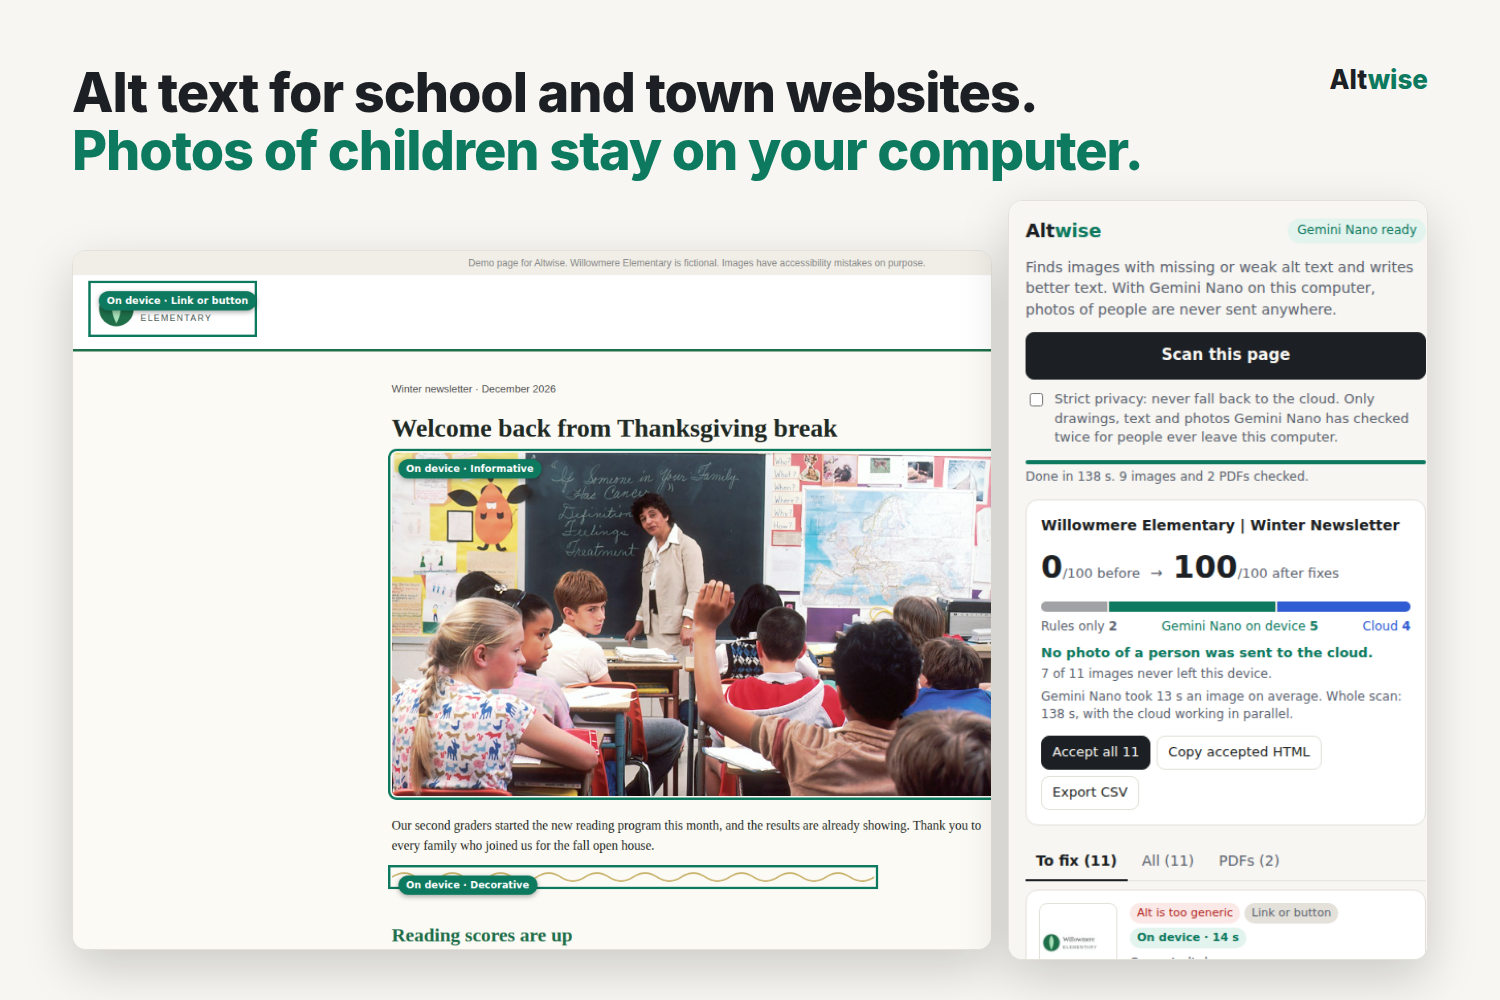 Alt text for school and town websites.
Photos of children stay on your computer.
Altwise
Demo page for Altwise. Willowmere Elementary is fictional. Images have accessibility mistakes on purpose.
On device · Link or button
ELEMENTARY
Winter newsletter · December 2026
Welcome back from Thanksgiving break
On device · Informative
If Someone in Your Family
Has Cancer
Definition
Feelings
Treatment
Who?
What?
When?
Where?
Why?
How?
Our second graders started the new reading program this month, and the results are already showing. Thank you to
every family who joined us for the fall open house.
On device · Decorative
Reading scores are up
Altwise
Gemini Nano ready
Finds images with missing or weak alt text and writes
better text. With Gemini Nano on this computer,
photos of people are never sent anywhere.
Scan this page
Strict privacy: never fall back to the cloud. Only
drawings, text and photos Gemini Nano has checked
twice for people ever leave this computer.
Done in 138 s. 9 images and 2 PDFs checked.
Willowmere Elementary | Winter Newsletter
0/100 before → 100/100 after fixes
Rules only 2 Gemini Nano on device 5 Cloud 4
No photo of a person was sent to the cloud.
7 of 11 images never left this device.
Gemini Nano took 13 s an image on average. Whole scan:
138 s, with the cloud working in parallel.
Accept all 11 Copy accepted HTML
Export CSV
To fix (11) All (11) PDFs (2)
Alt is too generic Link or button
On device · 14 s
Willowmere
ELEMENTARY